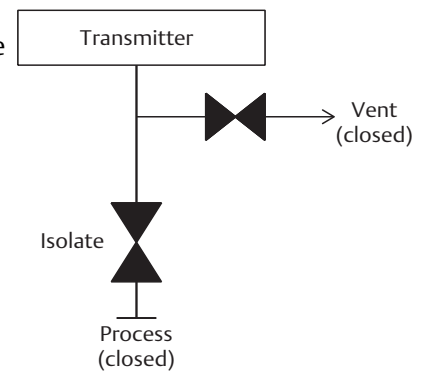 Transmitter
e
Vent
(closed)
Isolate
Process
(closed)